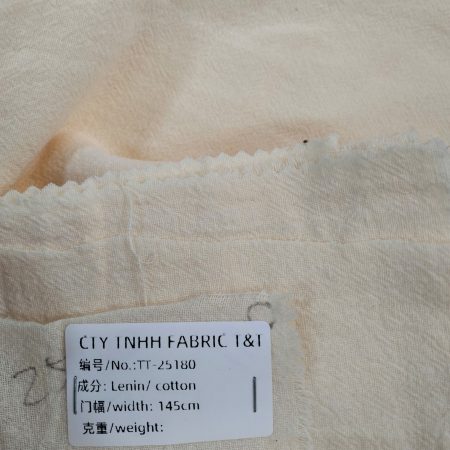 CTY TNHH FABRIC T&T
编号/No.:TT-25180
成分: Lenin/ cotton
门幅/width: 145cm
克重/weight: